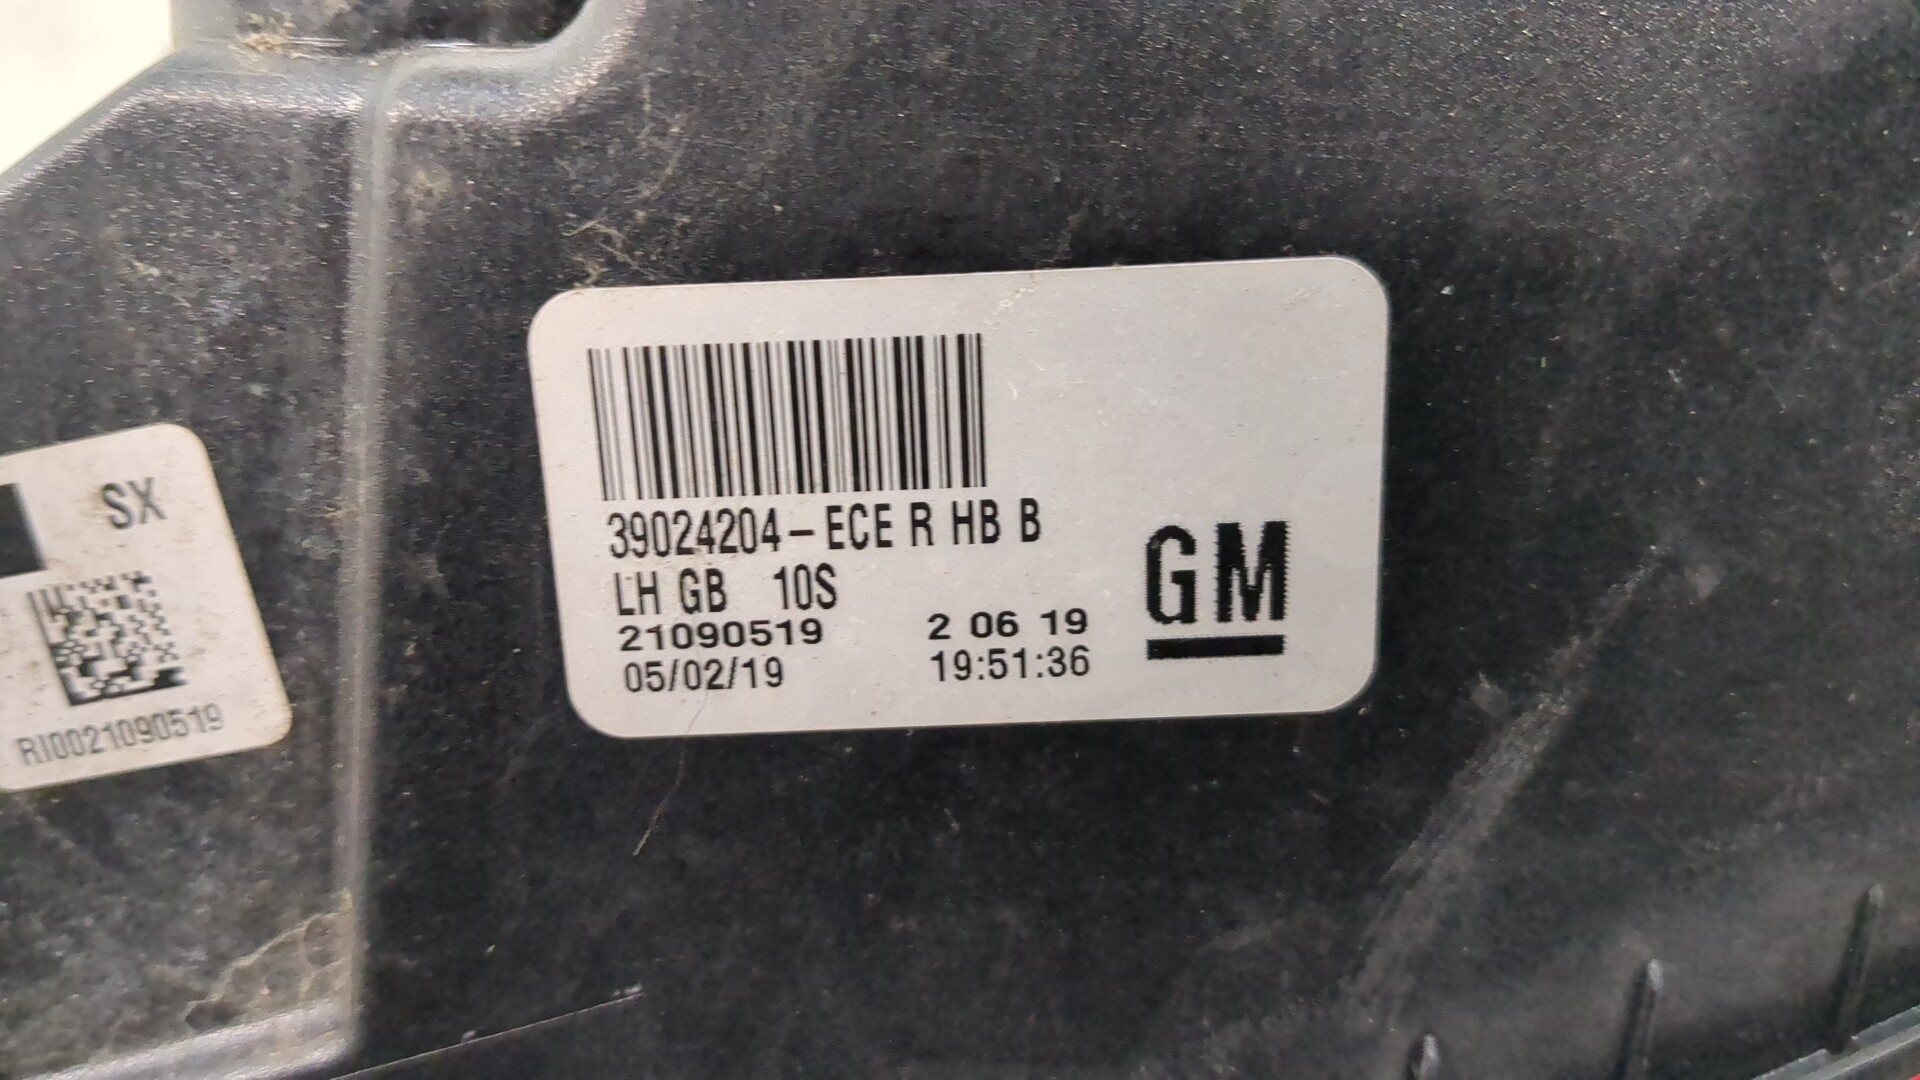 SX
RI0021090519
39024204-ECE R HB B
LH GB 10S
21090519 2 06 19
05/02/19 19:51:36
GM